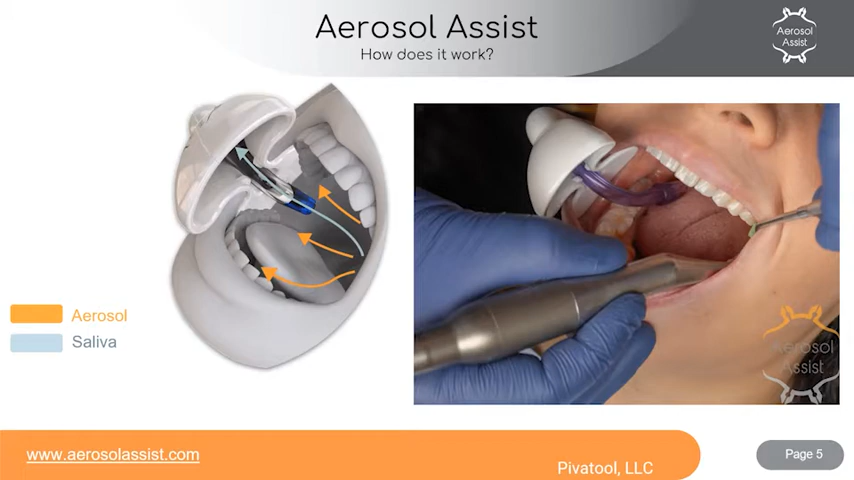 Aerosol Assist
How does it work?
Aerosol
Assist
Aerosol
Saliva
Aerosol
Assist
www.aerosolassist.com
Pivatool, LLC
Page 5